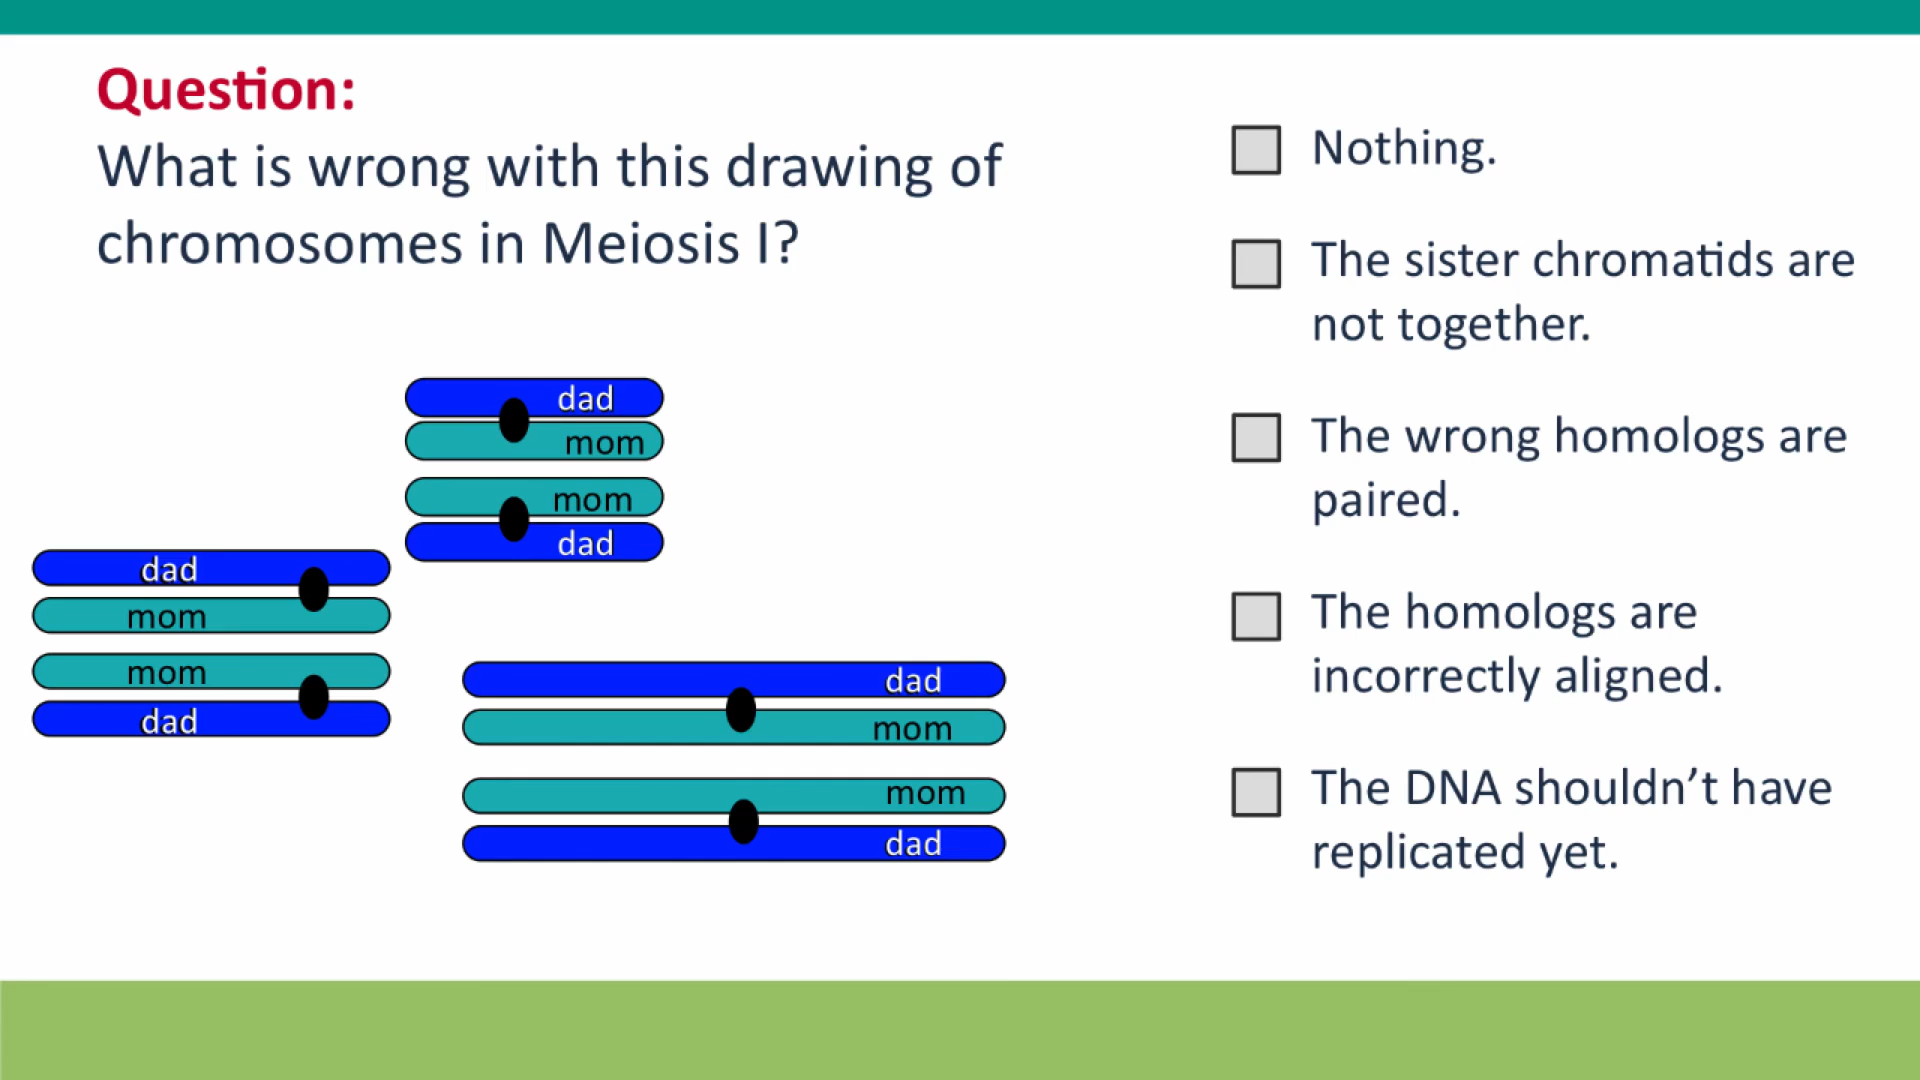 Question:
What is wrong with this drawing of
chromosomes in Meiosis I?
dad
mom
mom
dad
dad
mom
mom
dad
dad
mom
mom
dad
Nothing.
The sister chromatids are
not together.
The wrong homologs are
paired.
The homologs are
incorrectly aligned.
The DNA shouldn’t have
replicated yet.